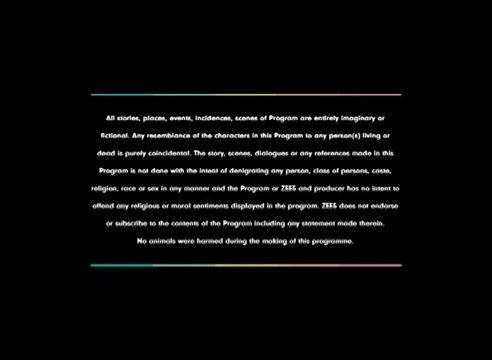 All stories, places, events, incidences, scenes of Program are entirely imaginary or
fictional. Any resemblance of the characters in this Program to any person(s) living or
dead is purely coincidental. The story, scenes, dialogues or any references made in this
Program is not done with the intent of denigrating any person, class of persons, caste,
religion, race or sex in any manner and the Program or ZEE5 and producer has no intent to
offend any religious or moral sentiments displayed in the program. ZEE5 does not endorse
or subscribe to the contents of the Program including any statement made therein.
No animals were harmed during the making of this programme.